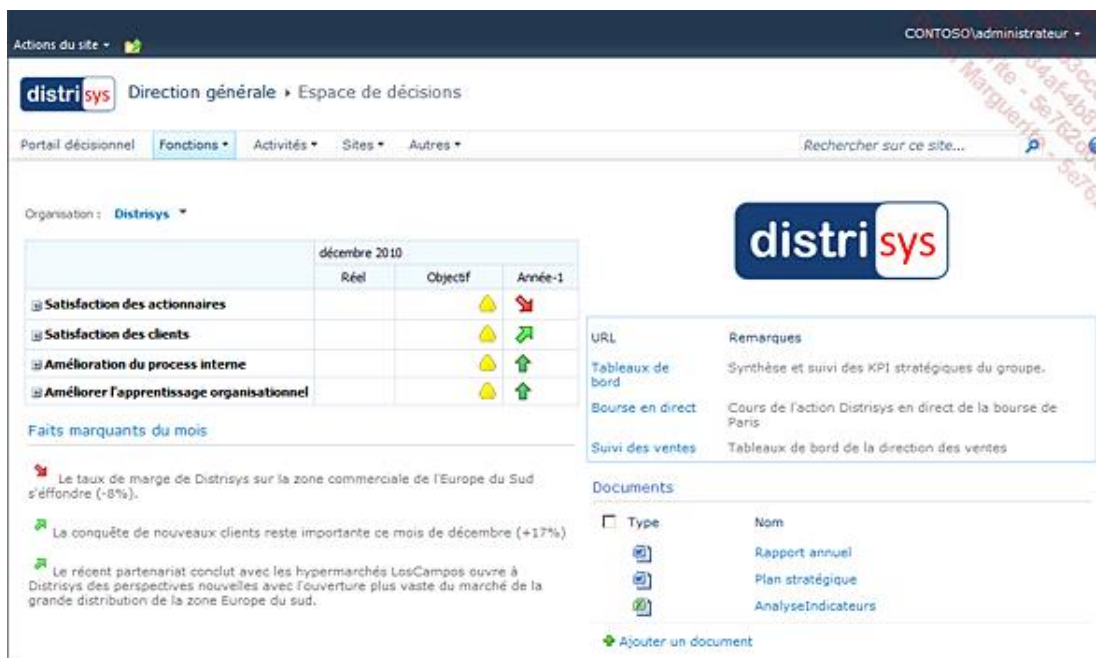 CONTOSO\administrateur
Actions du site
distri sys Direction générale Espace de décisions
Portail décisionnel Fonctions Activités Sites Autres Rechercher sur ce site...
Organisation : Distrisys
décembre 2010
Réel Objectif Année-1
Satisfaction des actionnaires
Satisfaction des clients
Amélioration du process interne
Améliorer l'apprentissage organisationnel
Faits marquants du mois
Le taux de marge de Distrisys sur la zone commerciale de l'Europe du Sud
s'éffondre (-8%).
La conquête de nouveaux clients reste importante ce mois de décembre (+17%)
Le récent partenariat conclut avec les hypermarchés LosCampos ouvre à
Distrisys des perspectives nouvelles avec l'ouverture plus vaste du marché de la
grande distribution de la zone Europe du sud.
distri sys
URL Remarques
Tableaux de
bord
Synthèse et suivi des KPI stratégiques du groupe.
Bourse en direct
Cours de l'action Distrisys en direct de la bourse de
Paris
Suivi des ventes
Tableaux de bord de la direction des ventes
Documents
Type Nom
Rapport annuel
Plan stratégique
AnalyseIndicateurs
Ajouter un document